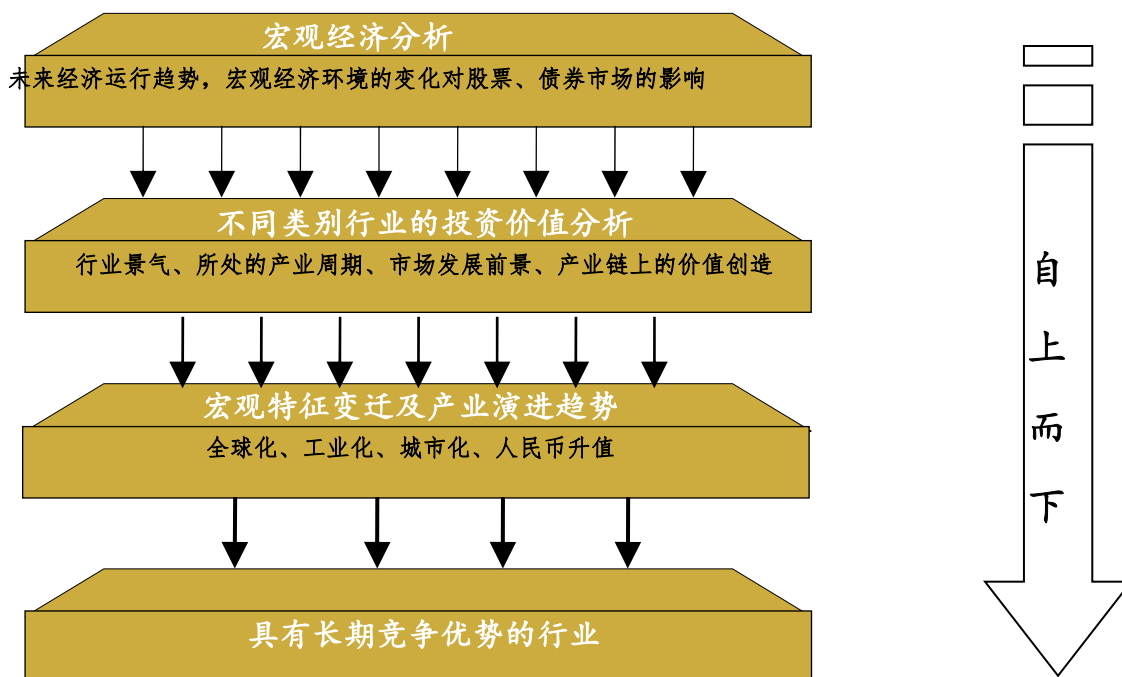 宏观经济分析
未来经济运行趋势，宏观经济环境的变化对股票、债券市场的影响
不同类别行业的投资价值分析
行业景气、所处的产业周期、市场发展前景、产业链上的价值创造
宏观特征变迁及产业演进趋势
全球化、工业化、城市化、人民币升值
具有长期竞争优势的行业
自
上
而
下